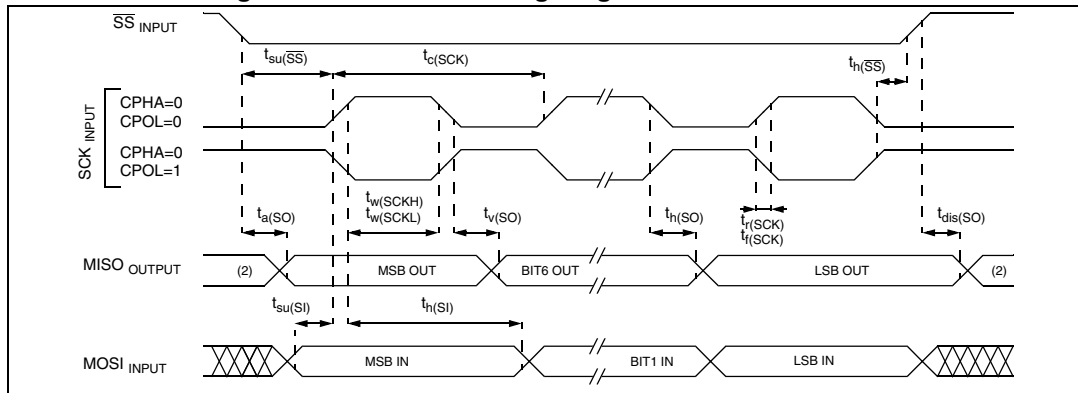 SS INPUT
tsu(SS)
tc(SCK)
th(SS)
SCK INPUT
CPHA=0
CPOL=0
CPHA=0
CPOL=1
ta(SO)
tw(SCKH)
tw(SCKL)
tv(SO)
th(SO)
tr(SCK)
tf(SCK)
tdis(SO)
MISO OUTPUT
(2)
MSB OUT
BIT6 OUT
LSB OUT
(2)
tsu(SI)
th(SI)
MOSI INPUT
MSB IN
BIT1 IN
LSB IN